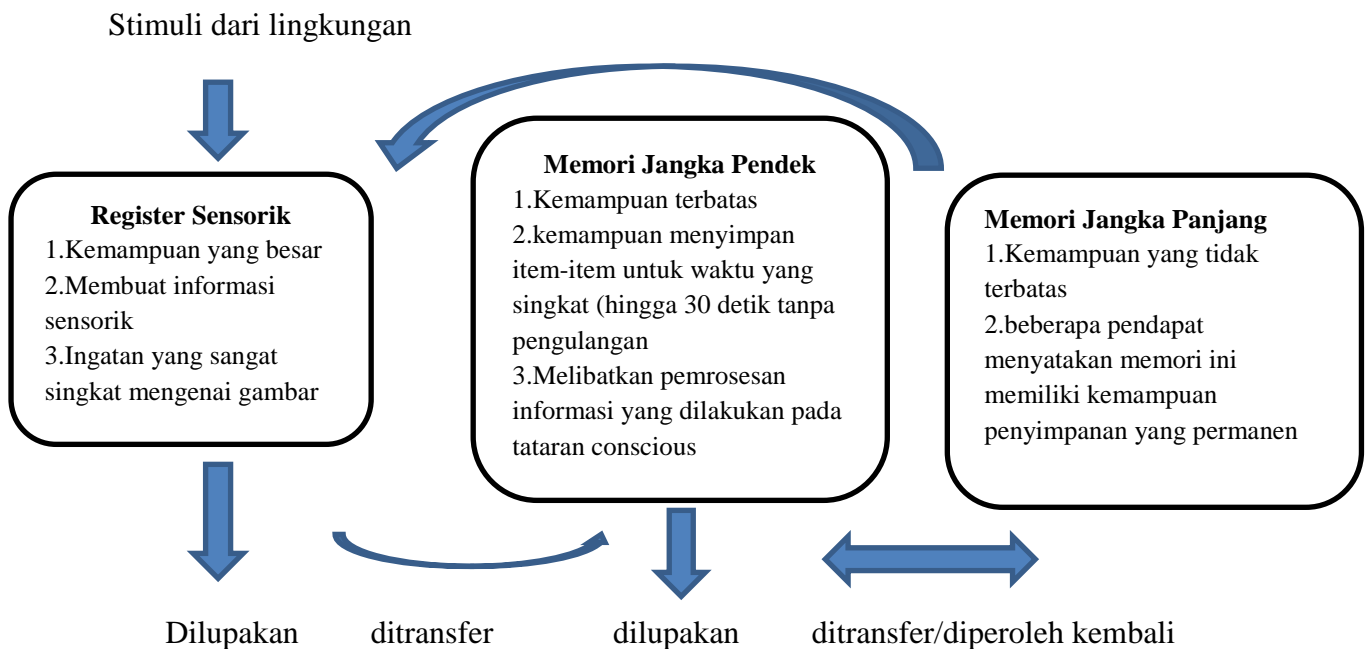 Stimuli dari lingkungan
Register Sensorik
1.Kemampuan yang besar
2.Membuat informasi
sensorik
3.Ingatan yang sangat
singkat mengenai gambar
Memori Jangka Pendek
1.Kemampuan terbatas
2.kemampuan menyimpan
item-item untuk waktu yang
singkat (hingga 30 detik tanpa
pengulangan
3.Melibatkan pemrosesan
informasi yang dilakukan pada
tataran conscious
Memori Jangka Panjang
1.Kemampuan yang tidak
terbatas
2.beberapa pendapat
menyatakan memori ini
memiliki kemampuan
penyimpanan yang permanen
Dilupakan ditransfer dilupakan ditransfer/diperoleh kembali